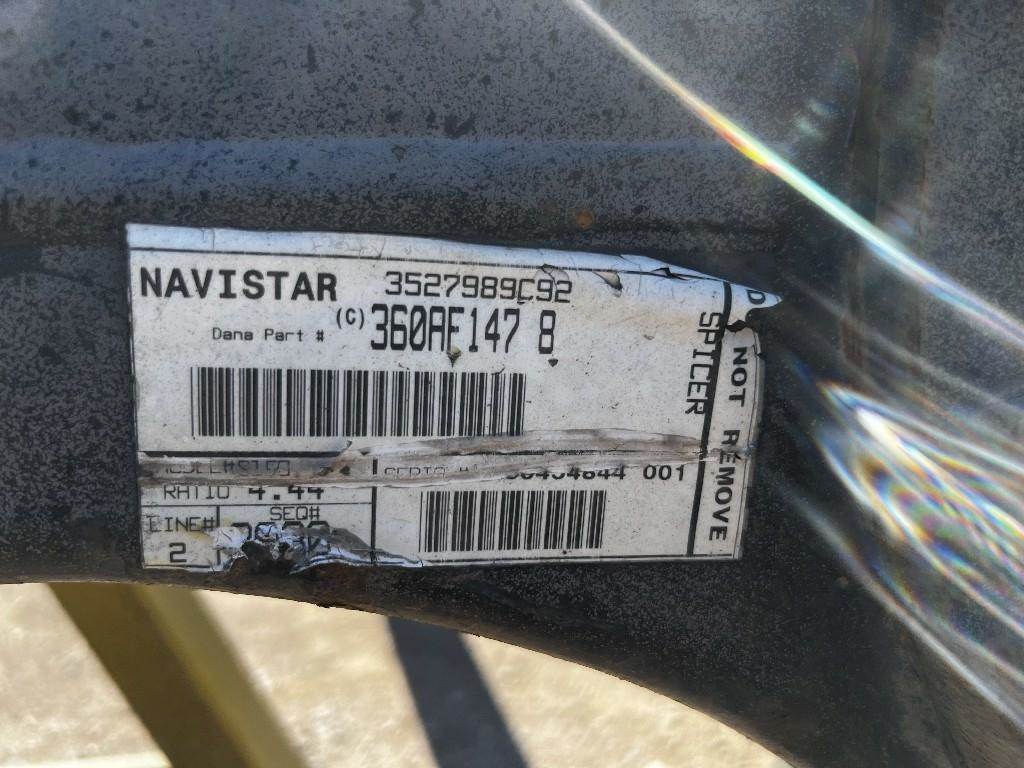 NAVISTAR 3527989C92
Dana Part # (C) 360AF147 8
SPICER
NOT REMOVE
001
RATIO 4.44
LINE# SEQ#
2